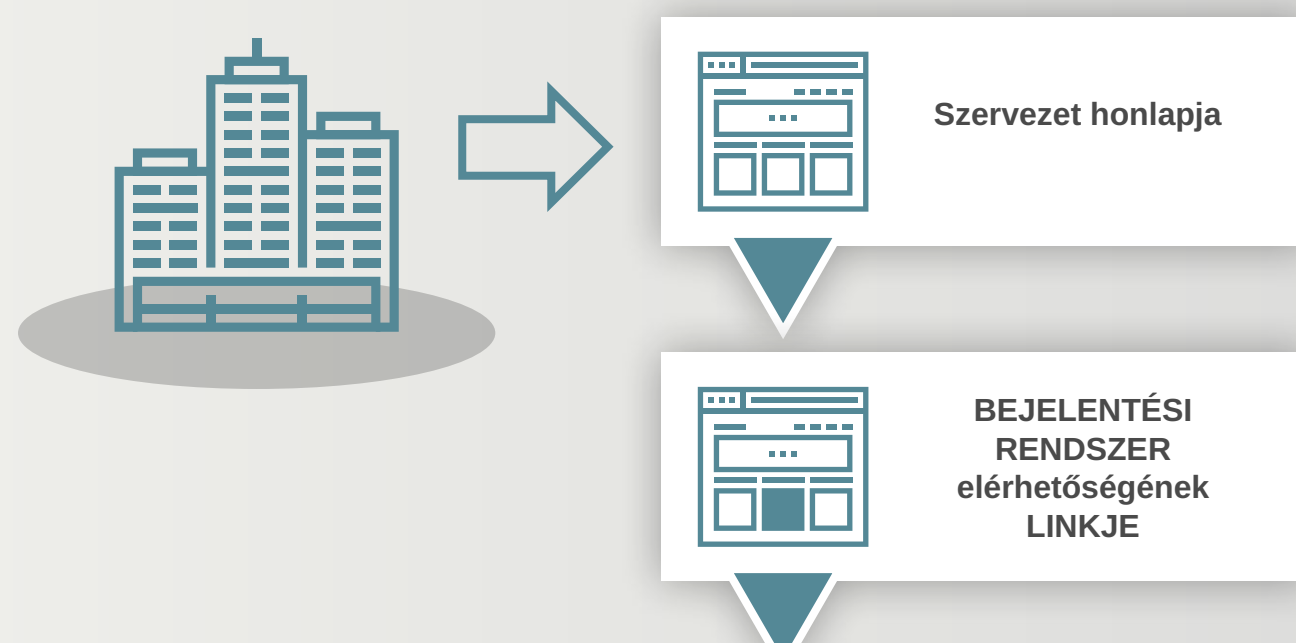 Szervezet honlapja
BEJELENTÉSI
RENDSZER
elérhetőségének
LINKJE